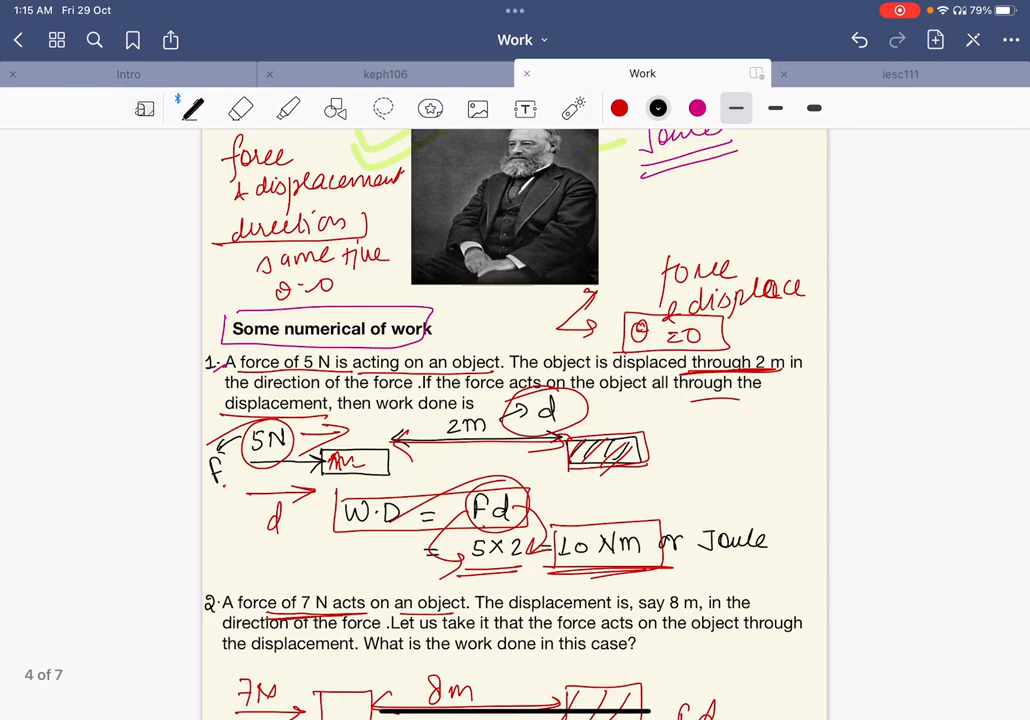 1:15 AM Fri 29 Oct
79%
Work
Intro
keph106
Work
iesc111
Joule
force
& displacement
direction
same
θ=0
force
& displace
θ =0
Some numerical of work
1. A force of 5 N is acting on an object. The object is displaced through 2 m in
the direction of the force .If the force acts on the object all through the
displacement, then work done is
5N
2m
d
F
d
W.D = Fd
= 5×2 = 10 Nm or Joule
2. A force of 7 N acts on an object. The displacement is, say 8 m, in the
direction of the force .Let us take it that the force acts on the object through
the displacement. What is the work done in this case?
4 of 7
7N
8m